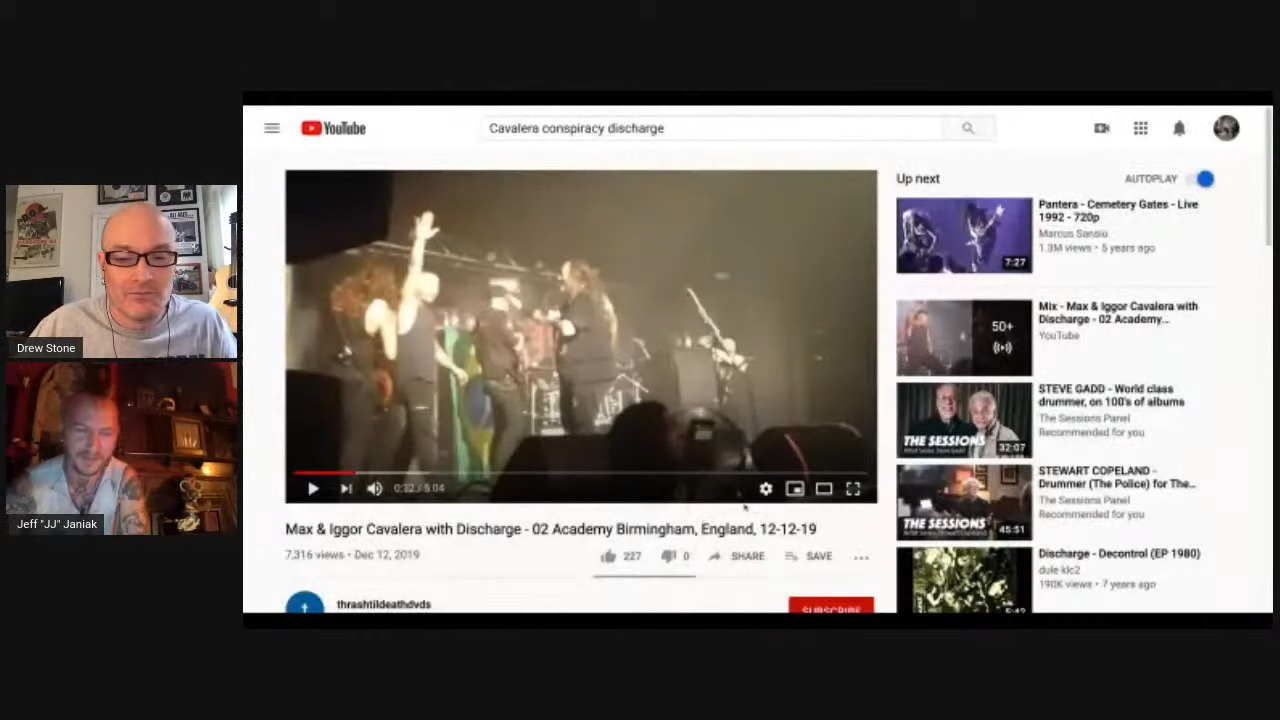 YouTube
Cavalera conspiracy discharge
Drew Stone
Jeff "JJ" Janiak
0:32 / 5:04
Max & Iggor Cavalera with Discharge - 02 Academy Birmingham, England, 12-12-19
7,316 views • Dec 12, 2019
227
0
SHARE
SAVE
thrashtildeathdvds
SUBSCRIBE
Up next
AUTOPLAY
Pantera - Cemetery Gates - Live
1992 - 720p
Marcus Sansio
1.3M views • 5 years ago
7:27
Mix - Max & Iggor Cavalera with
Discharge - 02 Academy...
YouTube
50+
STEVE GADD - World class
drummer, on 100's of albums
The Sessions Panel
Recommended for you
THE SESSIONS
32:07
STEWART COPELAND -
Drummer (The Police) for The...
The Sessions Panel
Recommended for you
THE SESSIONS
45:51
Discharge - Decontrol (EP 1980)
dule klc2
190K views • 7 years ago
5:42